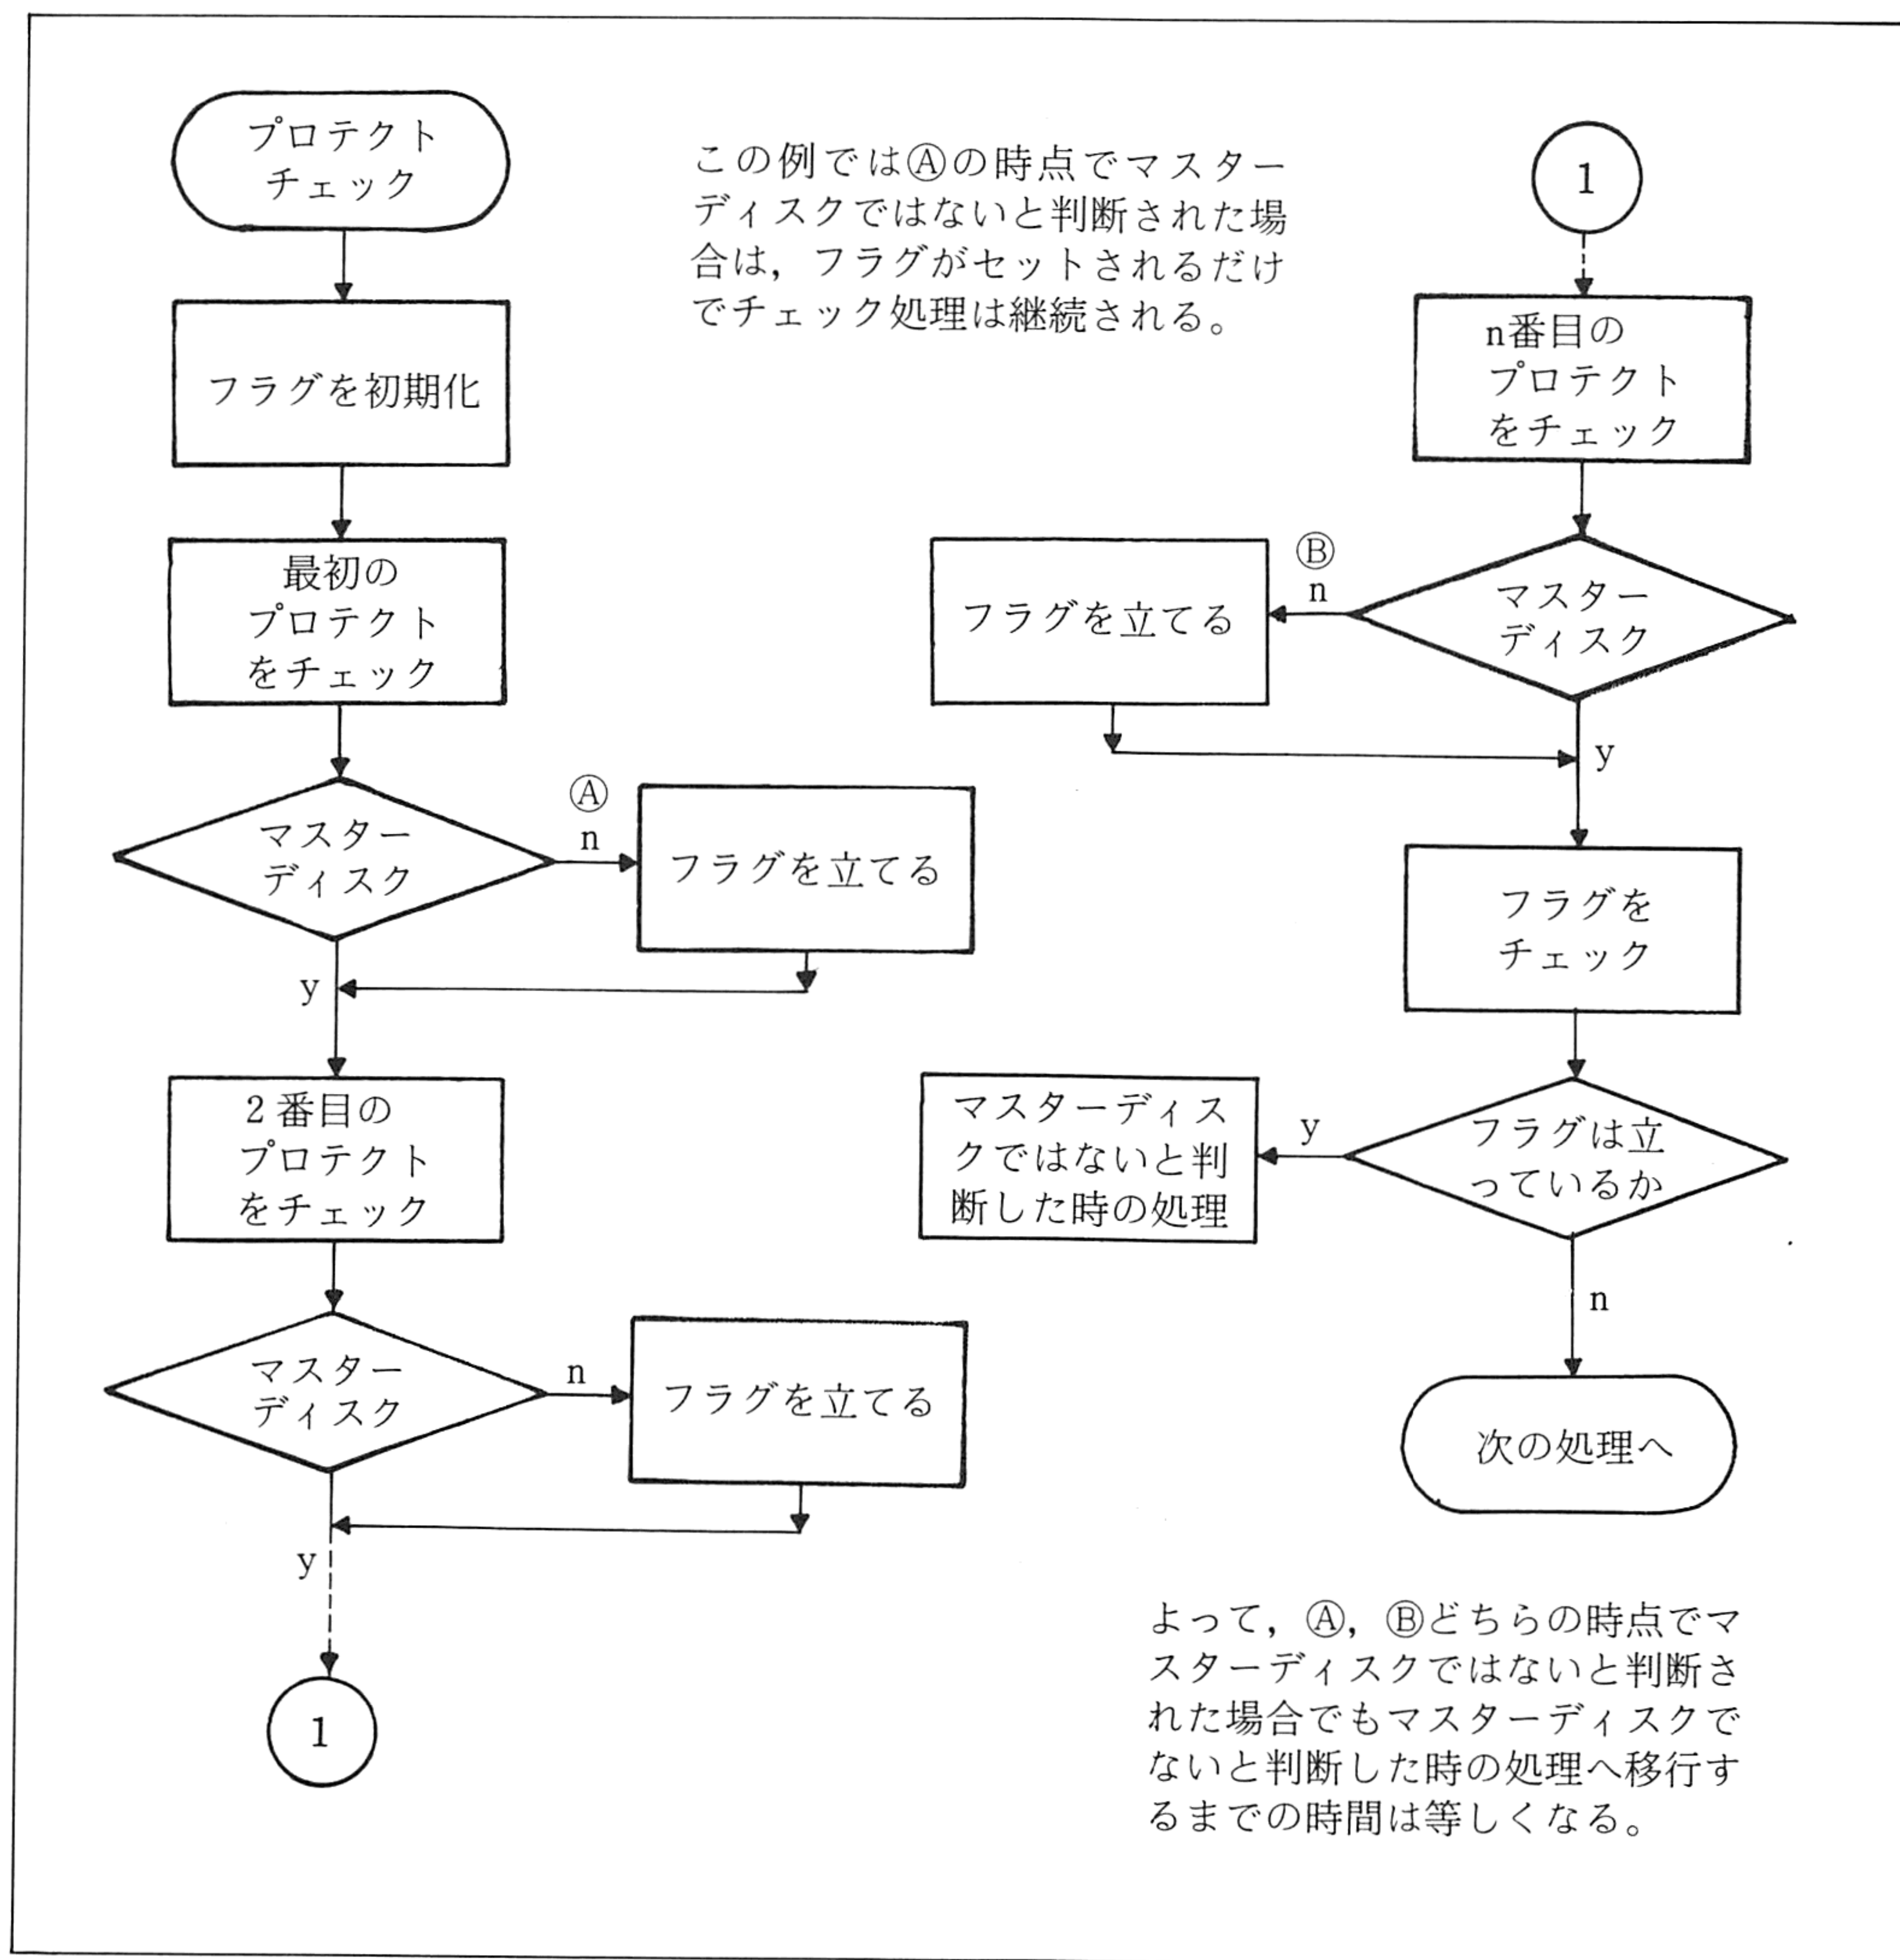 プロテクト
チェック
フラグを初期化
最初の
プロテクト
をチェック
マスター
ディスク
Ⓐ
n
フラグを立てる
y
2番目の
プロテクト
をチェック
マスター
ディスク
n
フラグを立てる
y
1
この例ではⒶの時点でマスター
ディスクではないと判断された場
合は，フラグがセットされるだけ
でチェック処理は継続される。
1
n番目の
プロテクト
をチェック
マスター
ディスク
Ⓑ
n
フラグを立てる
y
フラグを
チェック
フラグは立
っているか
y
マスターディス
クではないと判
断した時の処理
n
次の処理へ
よって，Ⓐ，Ⓑどちらの時点でマ
スターディスクではないと判断さ
れた場合でもマスターディスクで
ないと判断した時の処理へ移行す
るまでの時間は等しくなる。